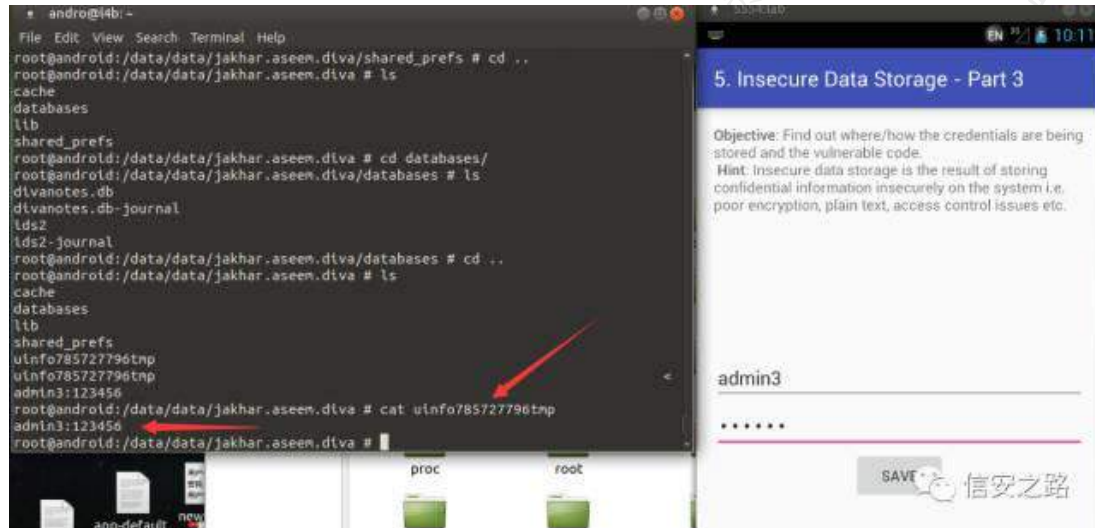 andro@i4b: ~
File Edit View Search Terminal Help
root@android:/data/data/jakhar.aseem.diva/shared_prefs # cd ..
root@android:/data/data/jakhar.aseem.diva # ls
cache
databases
lib
shared_prefs
root@android:/data/data/jakhar.aseem.diva # cd databases/
root@android:/data/data/jakhar.aseem.diva/databases # ls
divanotes.db
divanotes.db-journal
ids2
ids2-journal
root@android:/data/data/jakhar.aseem.diva/databases # cd ..
root@android:/data/data/jakhar.aseem.diva # ls
cache
databases
lib
shared_prefs
uinfo785727796tmp
uinfo785727796tmp
admin3:123456
root@android:/data/data/jakhar.aseem.diva # cat uinfo785727796tmp
admin3:123456
root@android:/data/data/jakhar.aseem.diva #
proc
root
app-default
new
EN
10:11
5. Insecure Data Storage - Part 3
Objective: Find out where/how the credentials are being
stored and the vulnerable code.
Hint: Insecure data storage is the result of storing
confidential information insecurely on the system i.e.
poor encryption, plain text, access control issues etc.
admin3
••••••
SAVE
信安之路